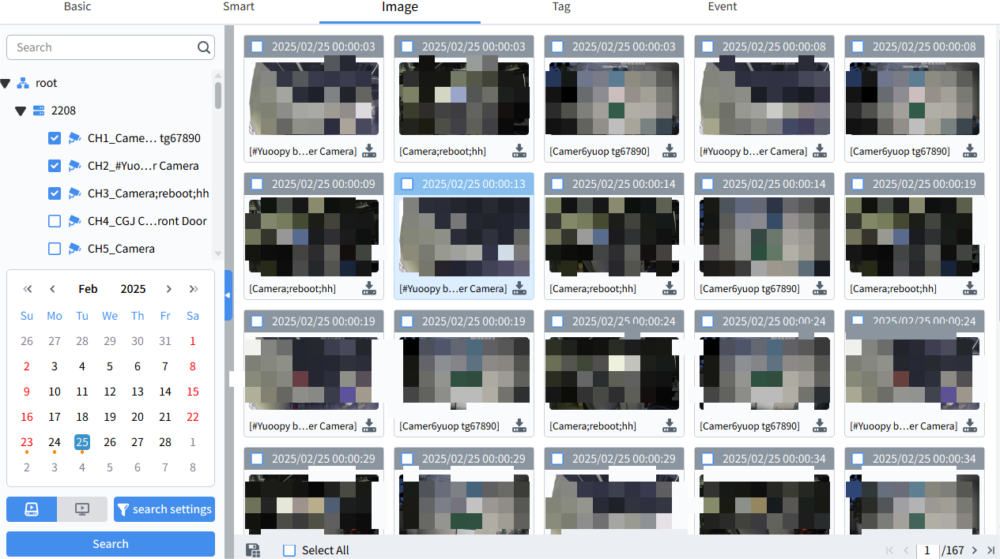 Basic
Smart
Image
Tag
Event
Search
root
2208
CH1_Came... tg67890
CH2_#Yuo...r Camera
CH3_Camera;reboot;hh
CH4_CGJ C...ront Door
CH5_Camera
Feb 2025
Su Mo Tu We Th Fr Sa
26 27 28 29 30 31 1
2 3 4 5 6 7 8
9 10 11 12 13 14 15
16 17 18 19 20 21 22
23 24 25 26 27 28 1
2 3 4 5 6 7 8
search settings
Search
2025/02/25 00:00:03 2025/02/25 00:00:03 2025/02/25 00:00:03 2025/02/25 00:00:08 2025/02/25 00:00:08
[#Yuoopy b...er Camera] [Camera;reboot;hh] [Camer6yuop tg67890] [#Yuoopy b...er Camera] [Camer6yuop tg67890]
2025/02/25 00:00:09 2025/02/25 00:00:13 2025/02/25 00:00:14 2025/02/25 00:00:14 2025/02/25 00:00:19
[Camera;reboot;hh] [#Yuoopy b...er Camera] [Camera;reboot;hh] [Camer6yuop tg67890] [Camera;reboot;hh]
2025/02/25 00:00:19 2025/02/25 00:00:19 2025/02/25 00:00:24 2025/02/25 00:00:24 2025/02/25 00:00:24
[#Yuoopy b...er Camera] [Camer6yuop tg67890] [Camera;reboot;hh] [Camer6yuop tg67890] [#Yuoopy b...er Camera]
2025/02/25 00:00:29 2025/02/25 00:00:29 2025/02/25 00:00:29 2025/02/25 00:00:34 2025/02/25 00:00:34
Select All
1 /167